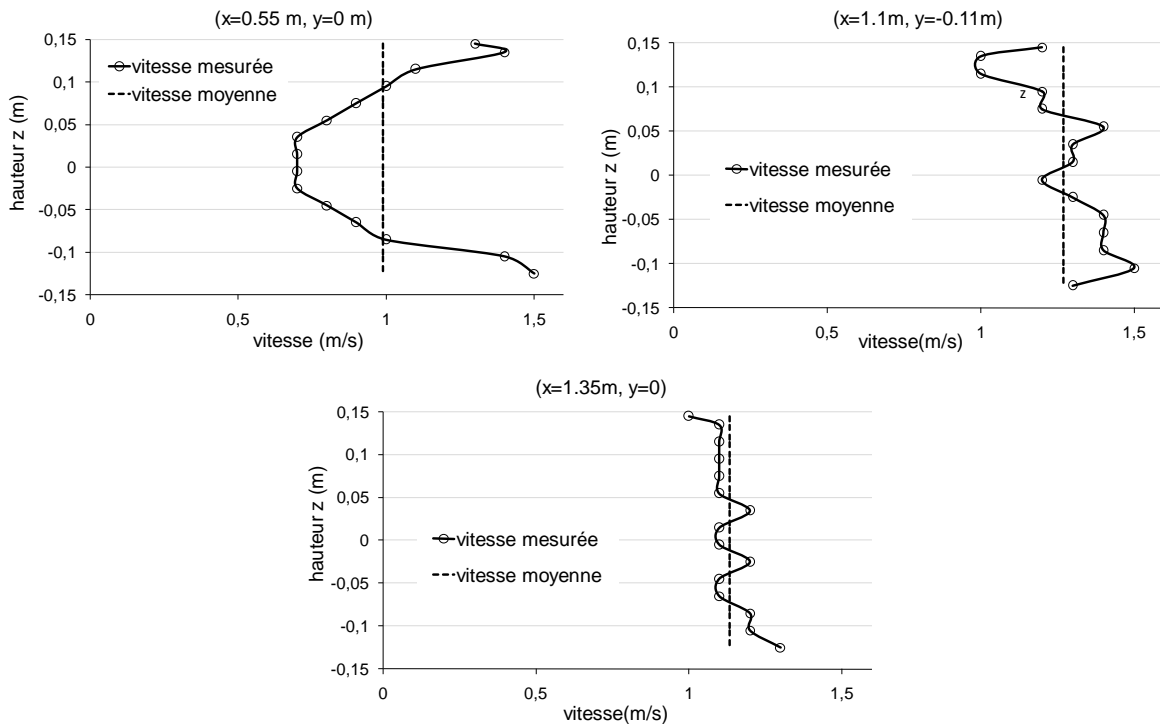 (x=0.55 m, y=0 m)
0,15
0,1
0,05
0
-0,05
-0,1
-0,15
hauteur z (m)
vitesse mesurée
vitesse moyenne
0
0,5
1
1,5
vitesse (m/s)
(x=1.1m, y=-0.11m)
0,15
0,1
0,05
0
-0,05
-0,1
-0,15
hauteur z (m)
z
vitesse mesurée
vitesse moyenne
0
0,5
1
1,5
vitesse(m/s)
(x=1.35m, y=0)
0,15
0,1
0,05
0
-0,05
-0,1
-0,15
hauteur z (m)
vitesse mesurée
vitesse moyenne
0
0,5
1
1,5
vitesse(m/s)